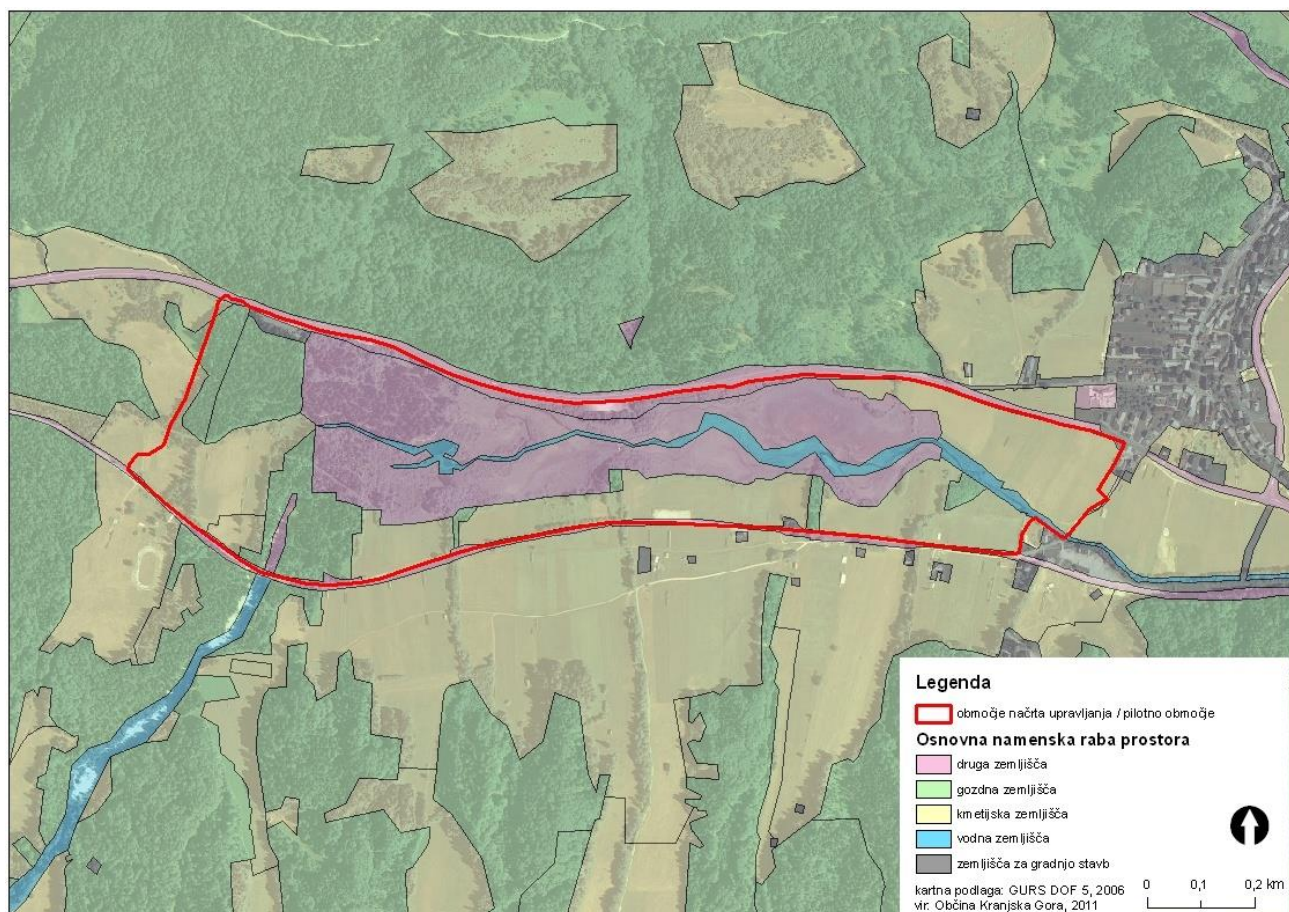 Legenda
območje načrta upravljanja / pilotno območje
Osnovna namenska raba prostora
druga zemljišča
gozdna zemljišča
kmetijska zemljišča
vodna zemljišča
zemljišča za gradnjo stavb
kartna podlaga: GURS DOF 5, 2006
vir: Občina Kranjska Gora, 2011
0 0,1 0,2 km